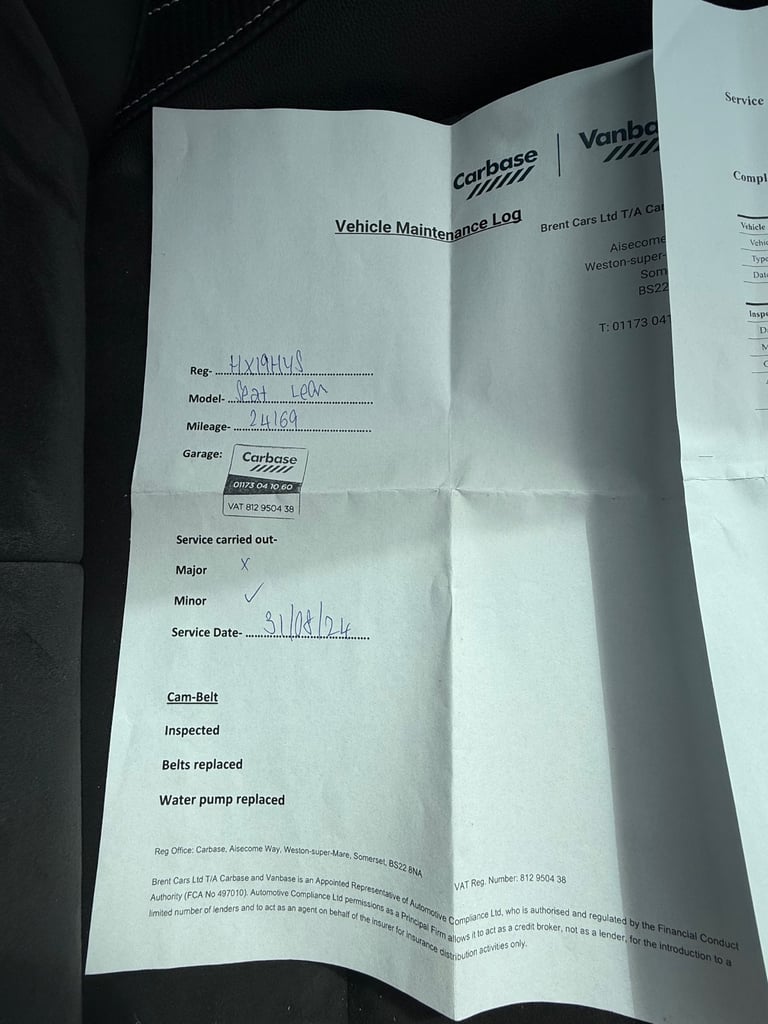 Carbase
Vanba
Vehicle Maintenance Log
Brent Cars Ltd T/A Ca
Aisecome
Weston-super-
Som
BS22
T: 01173 04
Reg- HX19HYS
Model- Seat Leon
Mileage- 24169
Garage:
Carbase
01173 04 10 60
VAT 812 9504 38
Service carried out-
Major x
Minor ✓
Service Date- 31/08/24
Cam-Belt
Inspected
Belts replaced
Water pump replaced
Reg Office: Carbase, Aisecome Way, Weston-super-Mare, Somerset, BS22 8NA
VAT Reg. Number: 812 9504 38
Brent Cars Ltd T/A Carbase and Vanbase is an Appointed Representative of Automotive Compliance Ltd, who is authorised and regulated by the Financial Conduct
Authority (FCA No 497010). Automotive Compliance Ltd permissions as a Principal Firm allows it to act as a credit broker, not as a lender, for the introduction to a
limited number of lenders and to act as an agent on behalf of the insurer for insurance distribution activities only.
Service
Compl
Vehicle
Vehic
Type
Date
Inspe
D
M
C